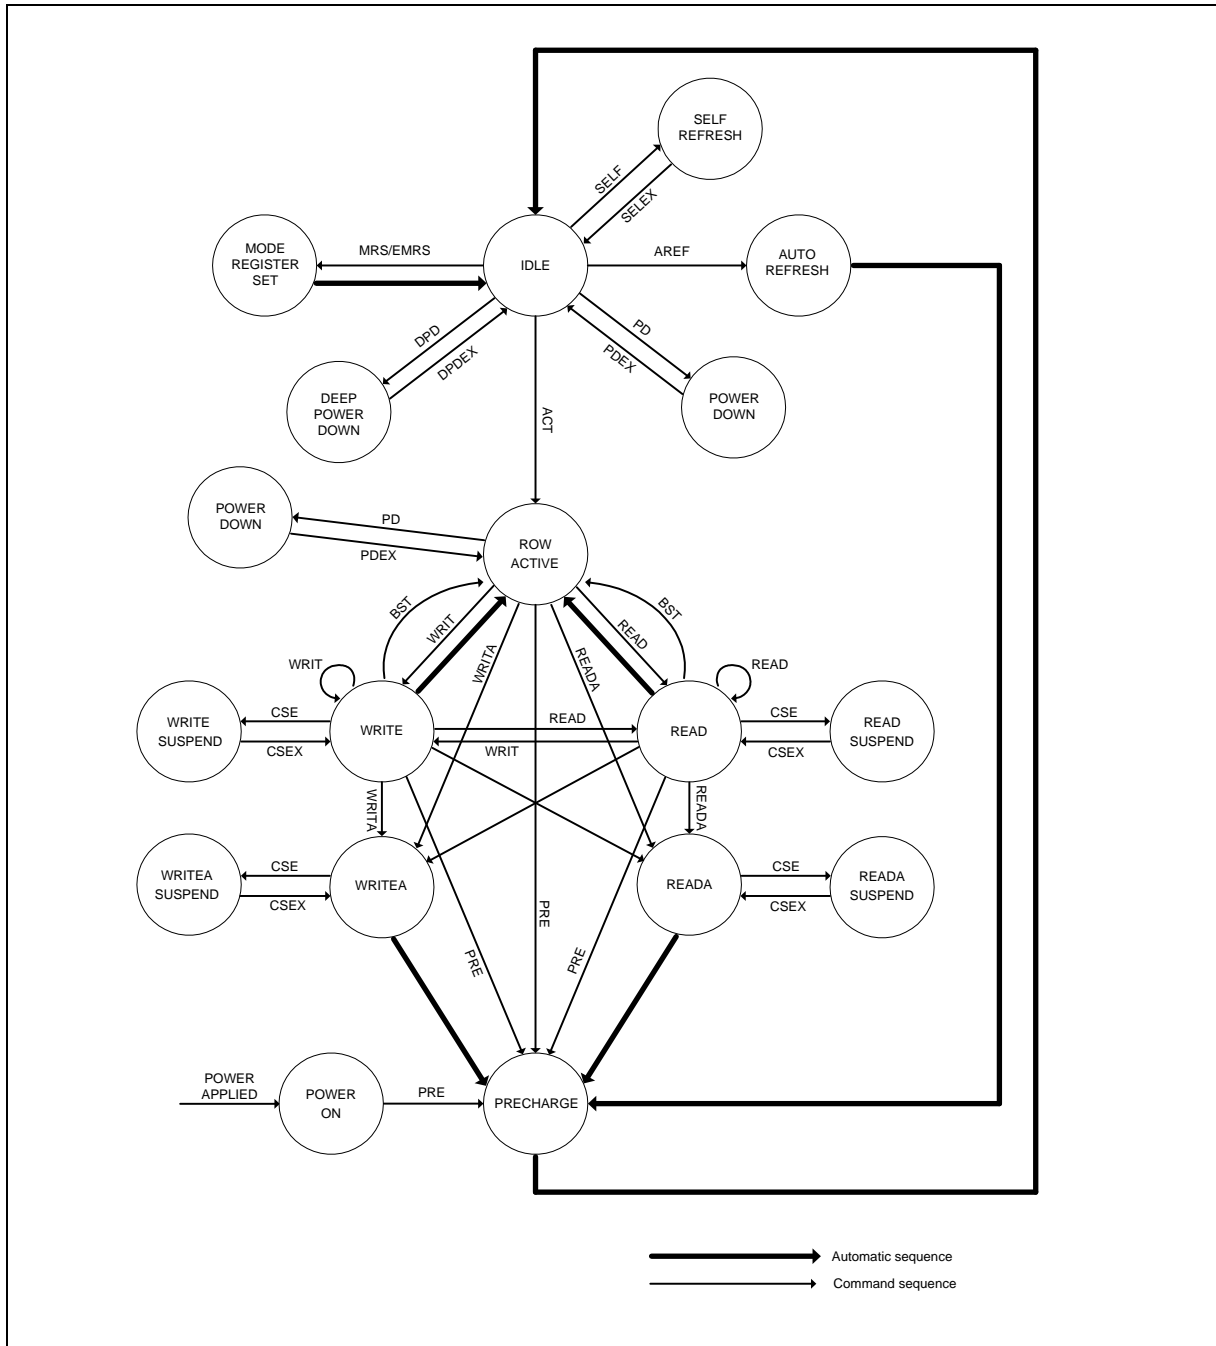 SELF
REFRESH
SELF
SELEX
MODE
REGISTER
SET
MRS/EMRS
IDLE
AREF
AUTO
REFRESH
DPD
DPDEX
PD
PDEX
DEEP
POWER
DOWN
ACT
POWER
DOWN
POWER
DOWN
PD
PDEX
ROW
ACTIVE
BST
WRIT
WRITA
READA
READ
BST
WRIT
READ
WRITE
SUSPEND
CSE
CSEX
WRITE
READ
WRIT
READ
CSE
CSEX
READ
SUSPEND
WRITA
READA
WRITEA
SUSPEND
CSE
CSEX
WRITEA
READA
CSE
CSEX
READA
SUSPEND
PRE
PRE
PRE
POWER
APPLIED
POWER
ON
PRE
PRECHARGE
Automatic sequence
Command sequence